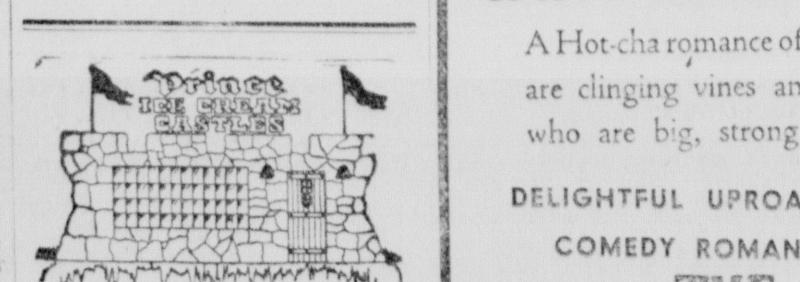 Prince
ICE CREAM
CASTLES
A Hot-cha romance of
are clinging vines an
who are big, strong
DELIGHTFUL UPROA
COMEDY ROMAN